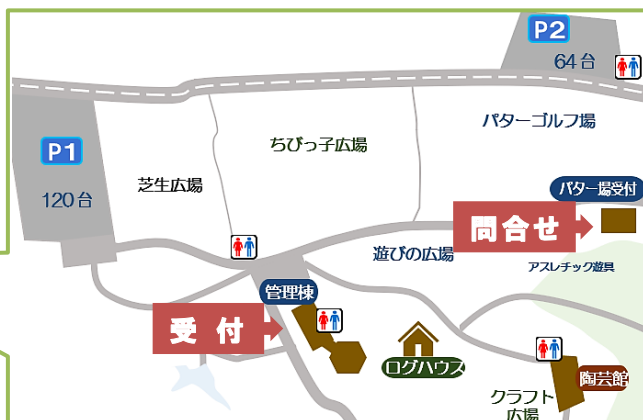 P2
64台
P1
120台
芝生広場
ちびっ子広場
パターゴルフ場
パター場受付
問合せ
遊びの広場
アスレチック遊具
管理棟
受付
ログハウス
陶芸館
クラフト
広場